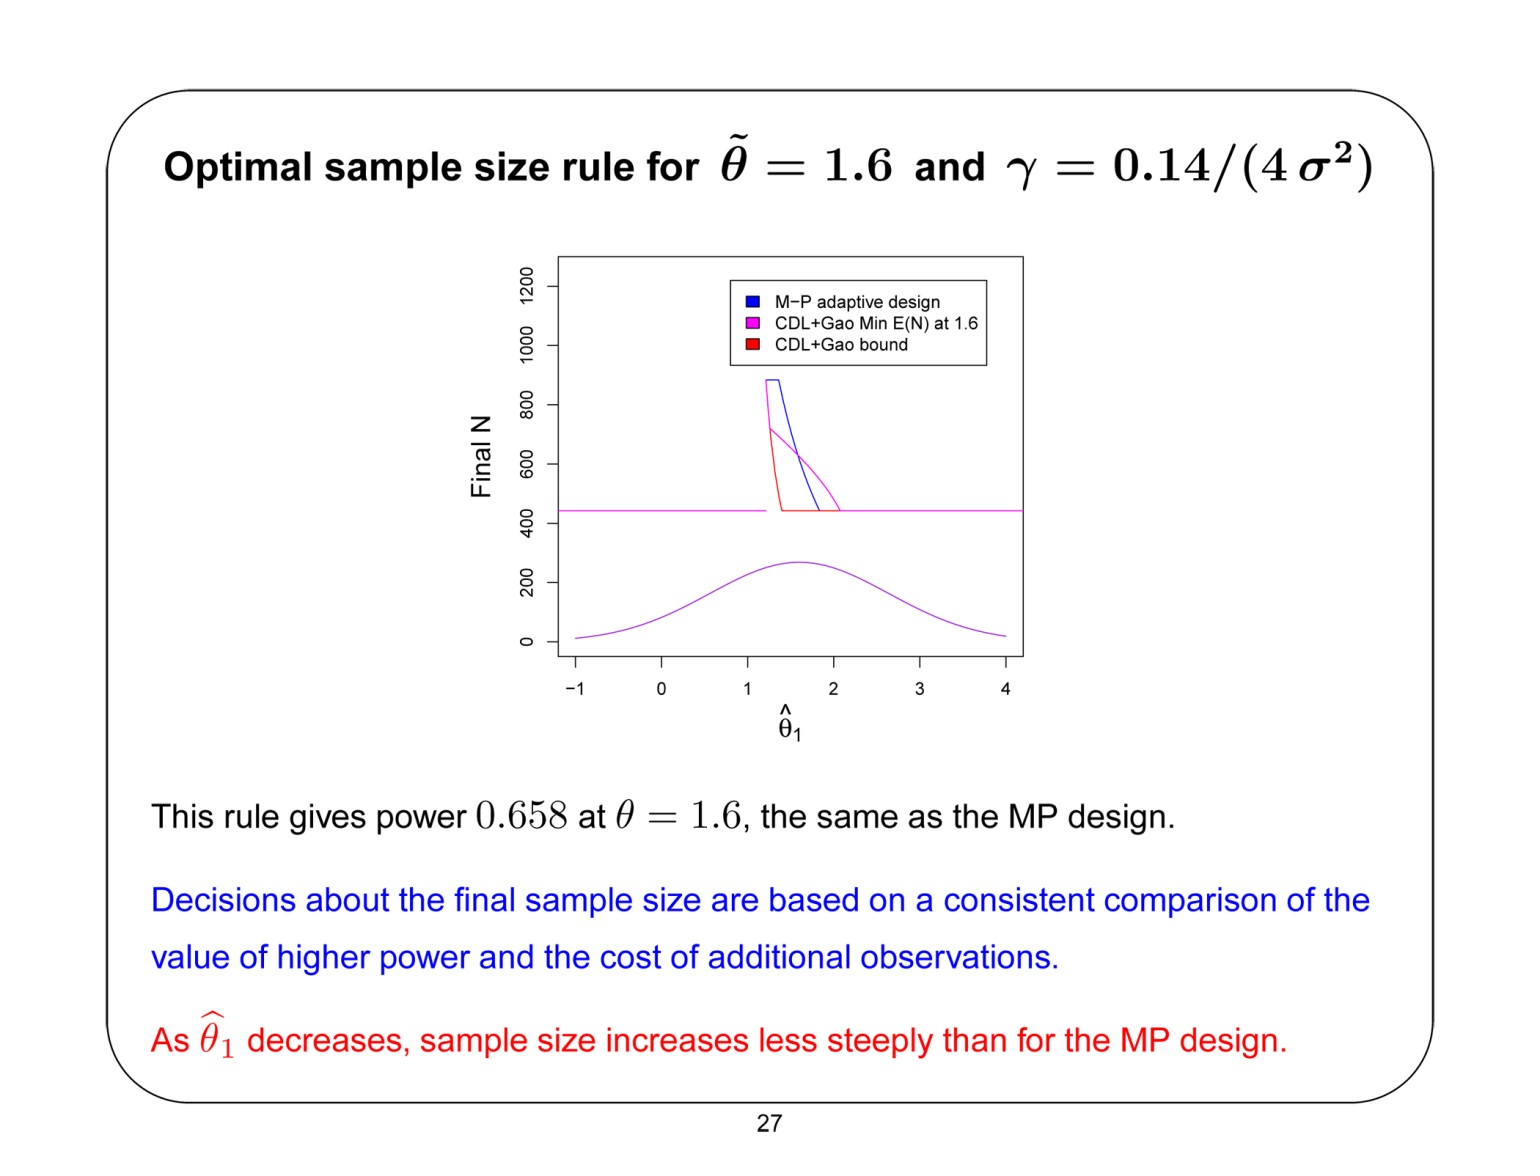 Optimal sample size rule for θ̃ = 1.6 and γ = 0.14/(4 σ²)
1200
1000
800
600
400
200
0
Final N
M−P adaptive design
CDL+Gao Min E(N) at 1.6
CDL+Gao bound
−1 0 1 2 3 4
θ̂₁
This rule gives power 0.658 at θ = 1.6, the same as the MP design.
Decisions about the final sample size are based on a consistent comparison of the
value of higher power and the cost of additional observations.
As θ̂₁ decreases, sample size increases less steeply than for the MP design.
27